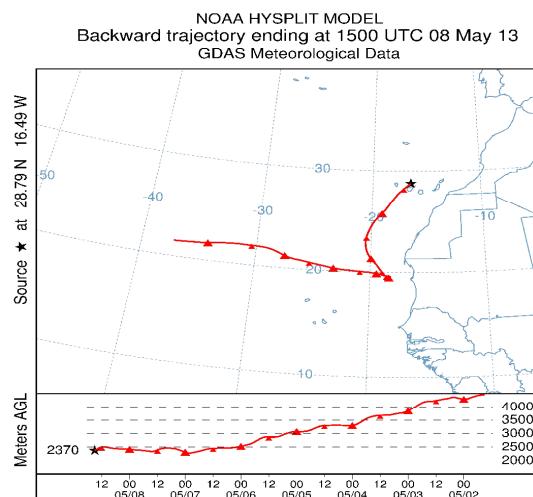 NOAA HYSPLIT MODEL
Backward trajectory ending at 1500 UTC 08 May 13
GDAS Meteorological Data
Source ★ at 28.79 N 16.49 W
-50
-40
-30
-20
-10
30
20
10
Meters AGL
2370
4000
3500
3000
2500
2000
12 00 12 00 12 00 12 00 12 00 12 00 12 00
05/08 05/07 05/06 05/05 05/04 05/03 05/02